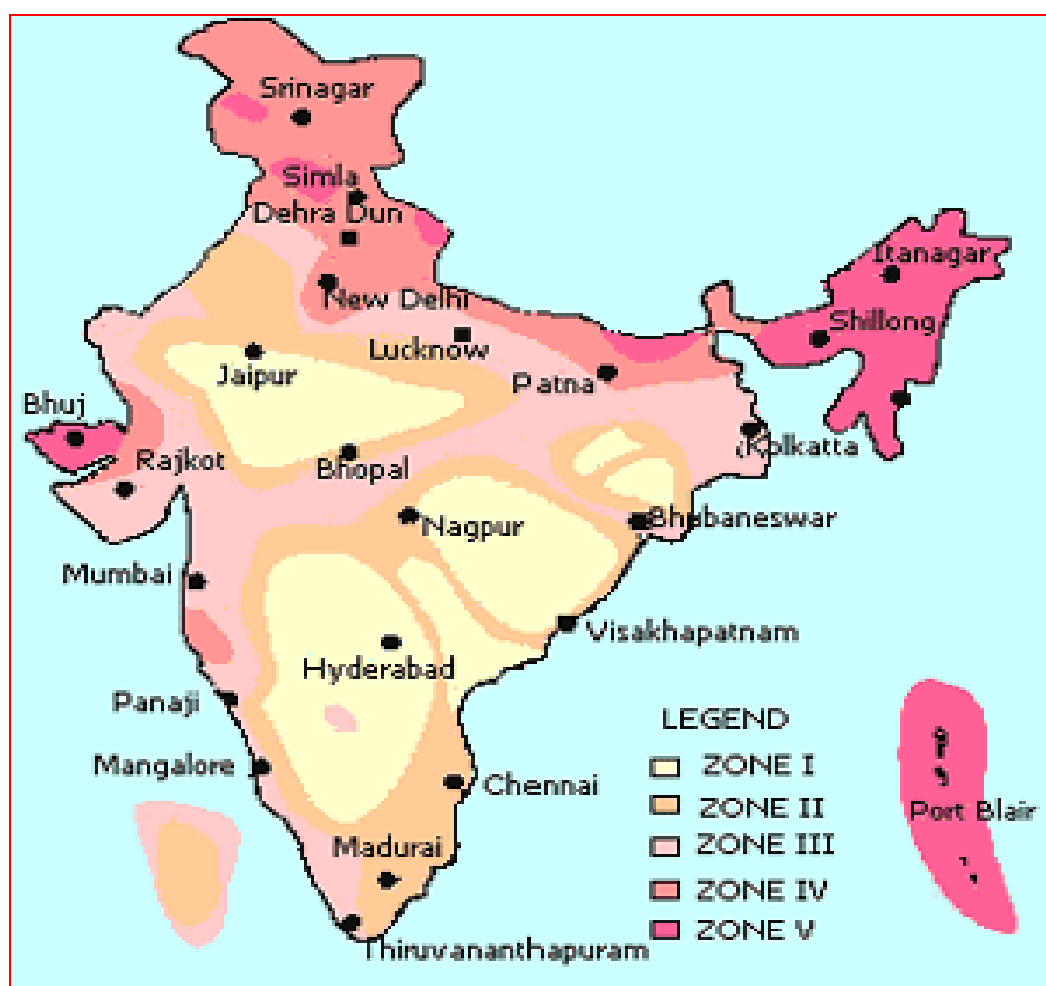 Srinagar
Simla
Dehra Dun
Itanagar
New Delhi
Shillong
Lucknow
Jaipur
Patna
Bhuj
Kolkatta
Rajkot
Bhopal
Nagpur
Bhubaneswar
Mumbai
Visakhapatnam
Hyderabad
Panaji
LEGEND
Mangalore
ZONE I
Chennai
ZONE II
Port Blair
ZONE III
Madurai
ZONE IV
ZONE V
Thiruvananthapuram